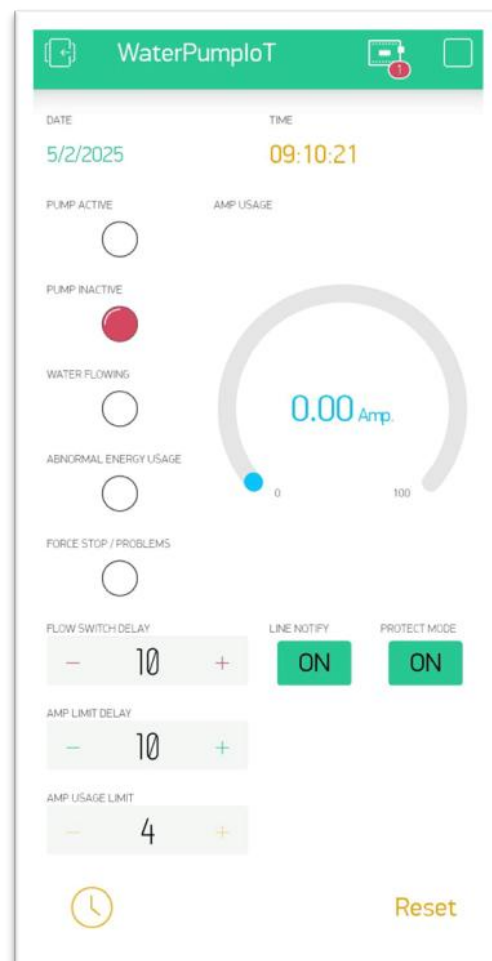 WaterPumpIoT
1
DATE TIME
5/2/2025 09:10:21
PUMP ACTIVE AMP USAGE
PUMP INACTIVE
WATER FLOWING
0.00 Amp.
ABNORMAL ENERGY USAGE
0 100
FORCE STOP / PROBLEMS
FLOW SWITCH DELAY LINE NOTIFY PROTECT MODE
− 10 + ON ON
AMP LIMIT DELAY
− 10 +
AMP USAGE LIMIT
− 4 +
Reset